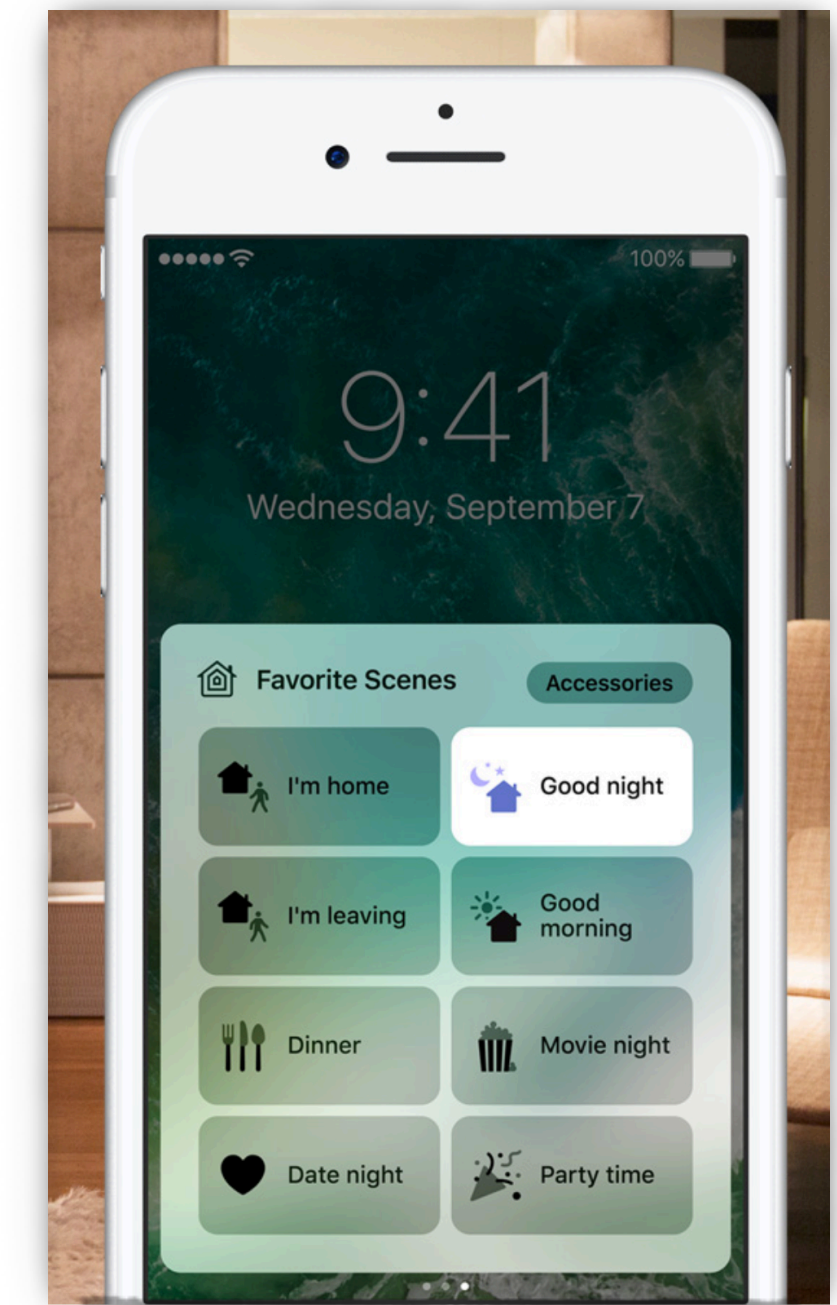 100%
9:41
Wednesday, September 7
Favorite Scenes
Accessories
I'm home
Good night
I'm leaving
Good
morning
Dinner
Movie night
Date night
Party time